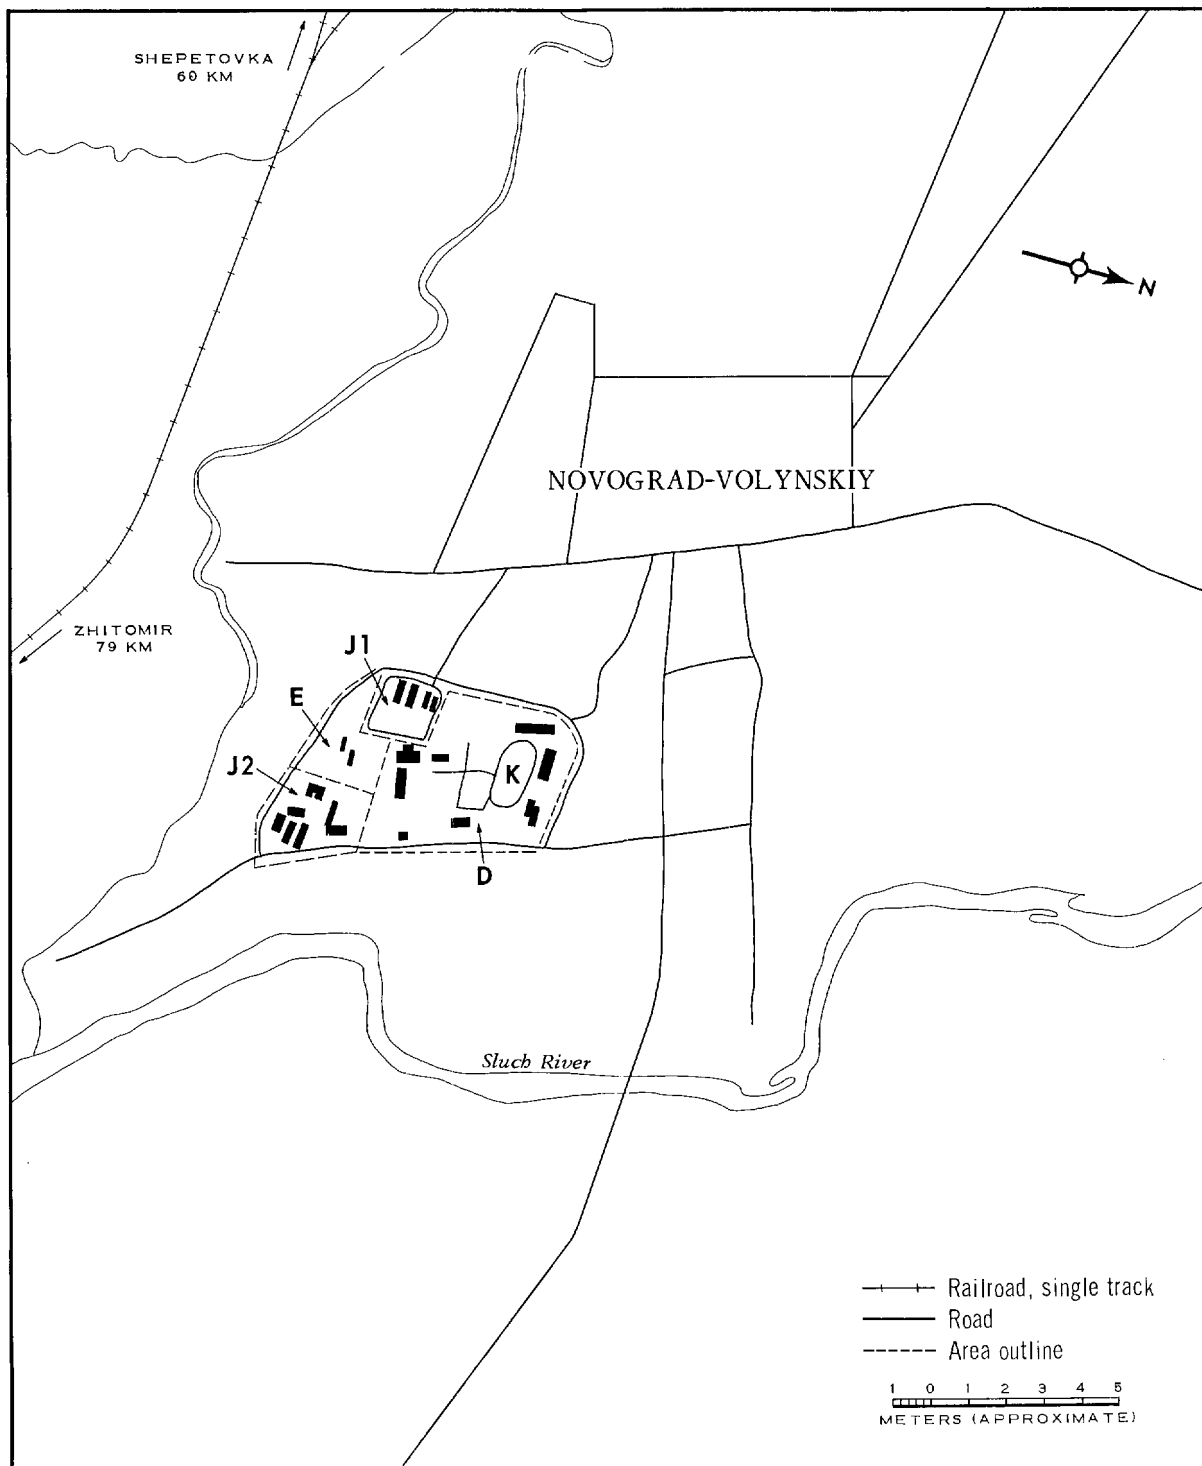 SHEPETOVKA
60 KM
N
NOVOGRAD-VOLYNSKIY
ZHITOMIR
79 KM
J1
E
J2
K
D
Sluch River
Railroad, single track
Road
Area outline
1 0 1 2 3 4 5
METERS (APPROXIMATE)